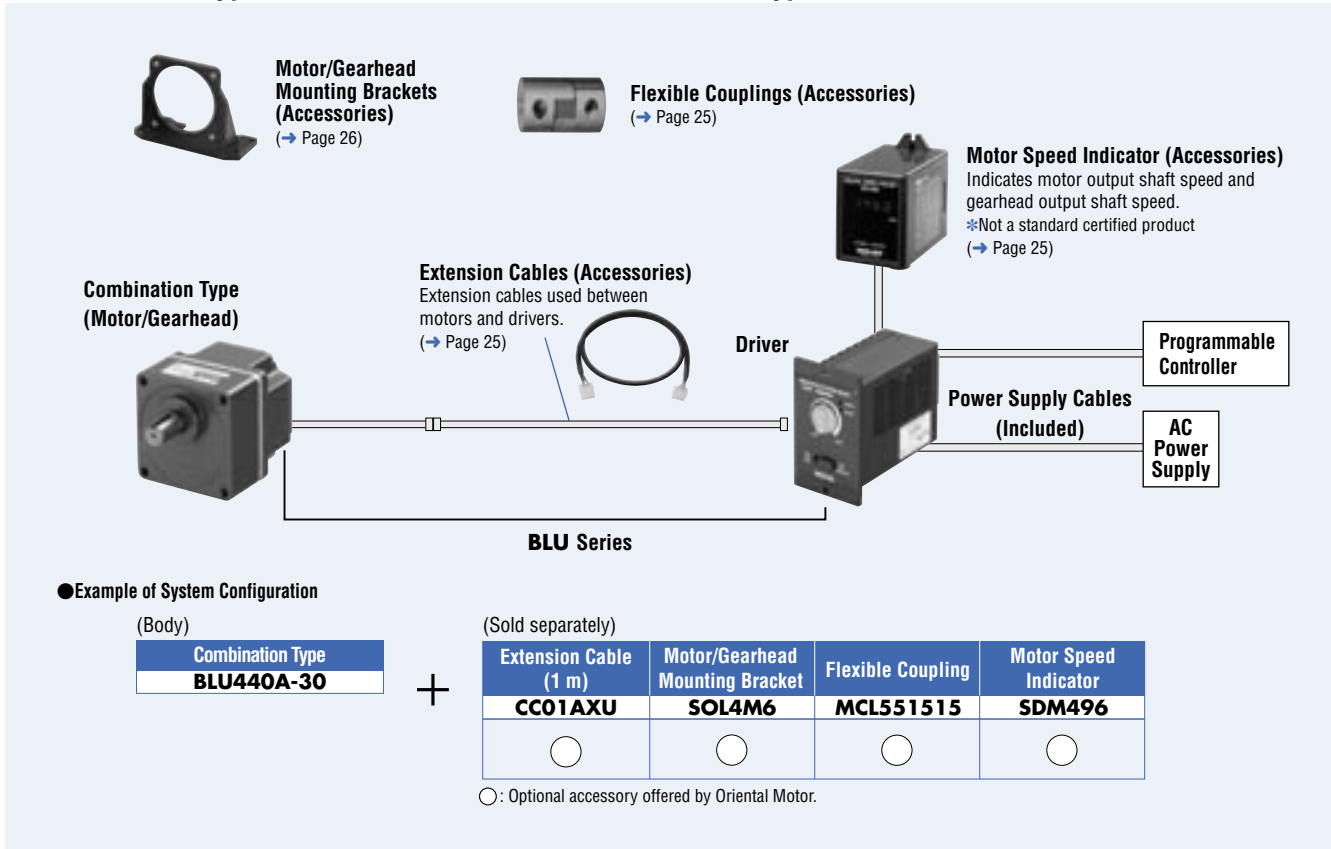 Motor/Gearhead
Mounting Brackets
(Accessories)
(➜ Page 26)
Flexible Couplings (Accessories)
(➜ Page 25)
Motor Speed Indicator (Accessories)
Indicates motor output shaft speed and
gearhead output shaft speed.
✽Not a standard certified product
(➜ Page 25)
Combination Type
(Motor/Gearhead)
Extension Cables (Accessories)
Extension cables used between
motors and drivers.
(➜ Page 25)
Driver
Programmable
Controller
Power Supply Cables
(Included)
AC
Power
Supply
BLU Series
●Example of System Configuration
(Body)
Combination Type
BLU440A-30
+
(Sold separately)
Extension Cable
(1 m)
Motor/Gearhead
Mounting Bracket
Flexible Coupling
Motor Speed
Indicator
CC01AXU
SOL4M6
MCL551515
SDM496
○ ○ ○ ○
○: Optional accessory offered by Oriental Motor.